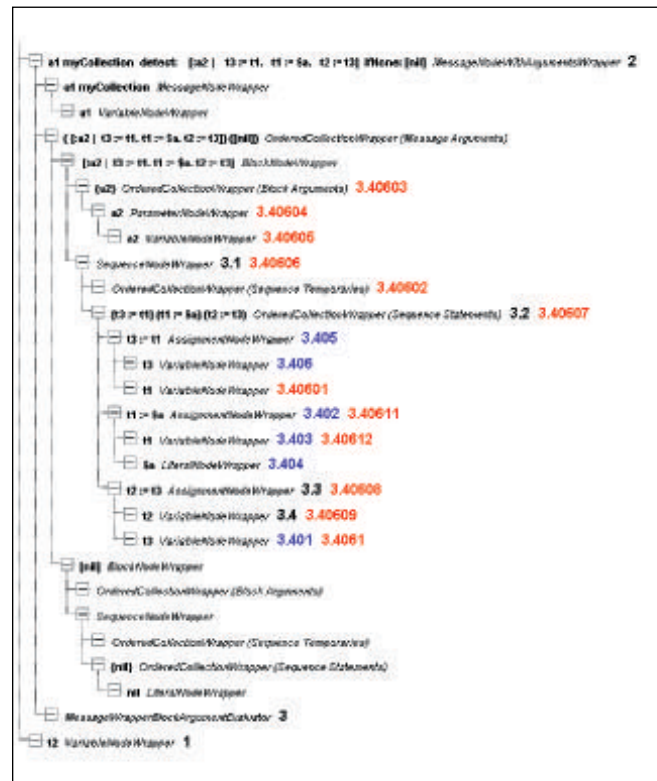 a1 myCollection detect: [:a2 | t3 := t1. t1 := $a. t2 := t3] ifNone: [nil] MessageNodeWithArgumentsWrapper 2
a1 myCollection MessageNodeWrapper
a1 VariableNodeWrapper
( [:a2 | t3 := t1. t1 := $a. t2 := t3]) ([nil]) OrderedCollectionWrapper (Message Arguments)
[:a2 | t3 := t1. t1 := $a. t2 := t3] BlockNodeWrapper
(a2) OrderedCollectionWrapper (Block Arguments) 3.40603
a2 ParameterNodeWrapper 3.40604
a2 VariableNodeWrapper 3.40605
SequenceNodeWrapper 3.1 3.40606
OrderedCollectionWrapper (Sequence Temporaries) 3.40602
(t3 := t1) (t1 := $a) (t2 := t3) OrderedCollectionWrapper (Sequence Statements) 3.2 3.40607
t3 := t1 AssignmentNodeWrapper 3.405
t3 VariableNodeWrapper 3.406
t1 VariableNodeWrapper 3.40601
t1 := $a AssignmentNodeWrapper 3.402 3.40611
t1 VariableNodeWrapper 3.403 3.40612
$a LiteralNodeWrapper 3.404
t2 := t3 AssignmentNodeWrapper 3.3 3.40608
t2 VariableNodeWrapper 3.4 3.40609
t3 VariableNodeWrapper 3.401 3.4061
[nil] BlockNodeWrapper
OrderedCollectionWrapper (Block Arguments)
SequenceNodeWrapper
OrderedCollectionWrapper (Sequence Temporaries)
(nil) OrderedCollectionWrapper (Sequence Statements)
nil LiteralNodeWrapper
MessageWrapperBlockArgumentEvaluator 3
t2 VariableNodeWrapper 1